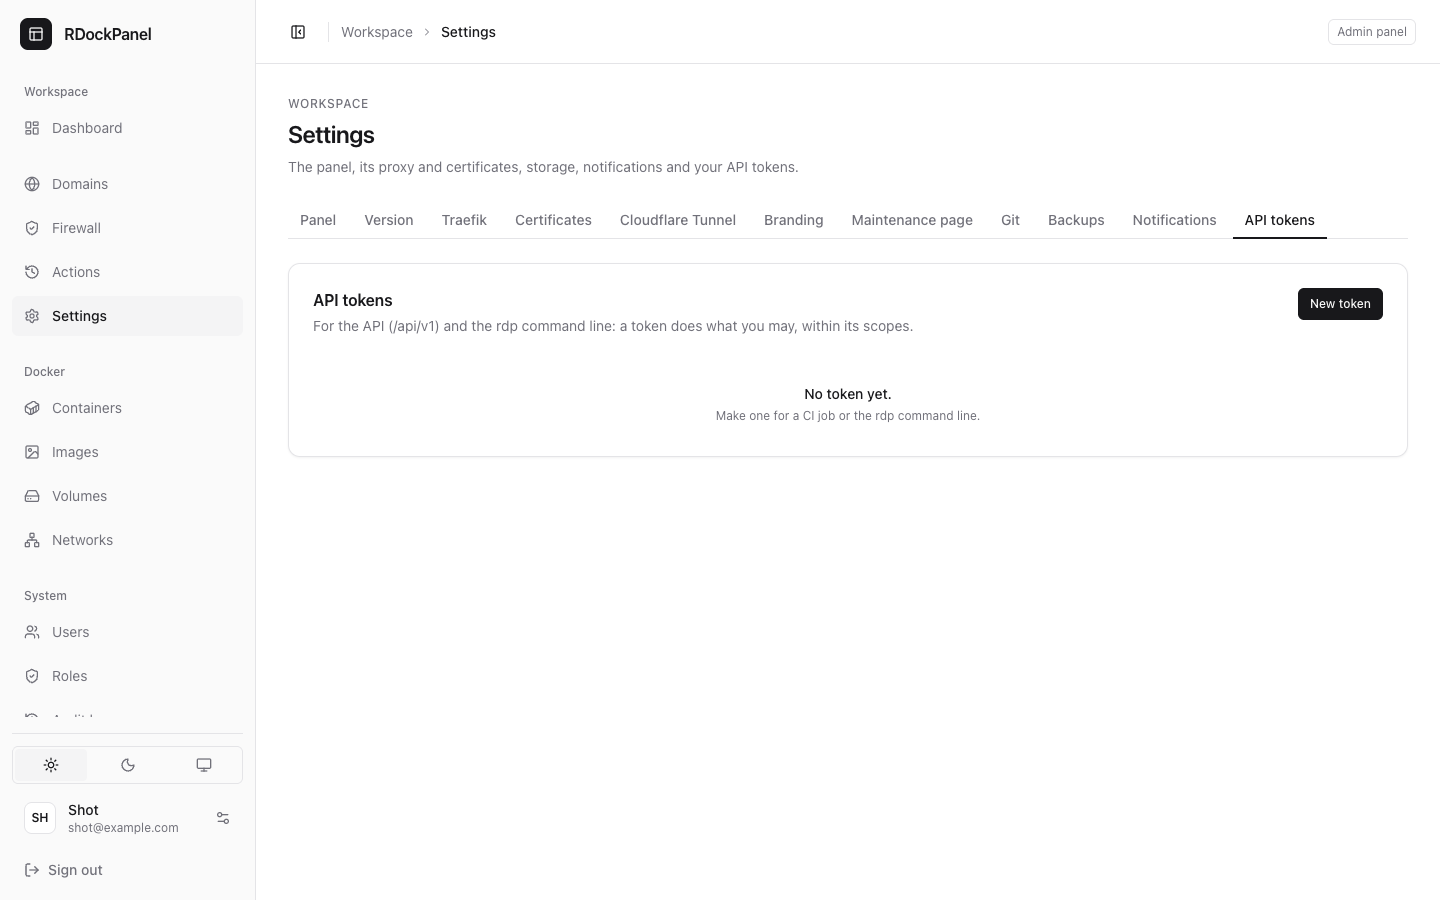 RDockPanel
Workspace
Dashboard
Domains
Firewall
Actions
Settings
Docker
Containers
Images
Volumes
Networks
System
Users
Roles
SH
Shot
shot@example.com
Sign out
Workspace > Settings
Admin panel
WORKSPACE
Settings
The panel, its proxy and certificates, storage, notifications and your API tokens.
Panel Version Traefik Certificates Cloudflare Tunnel Branding Maintenance page Git Backups Notifications API tokens
API tokens
New token
For the API (/api/v1) and the rdp command line: a token does what you may, within its scopes.
No token yet.
Make one for a CI job or the rdp command line.